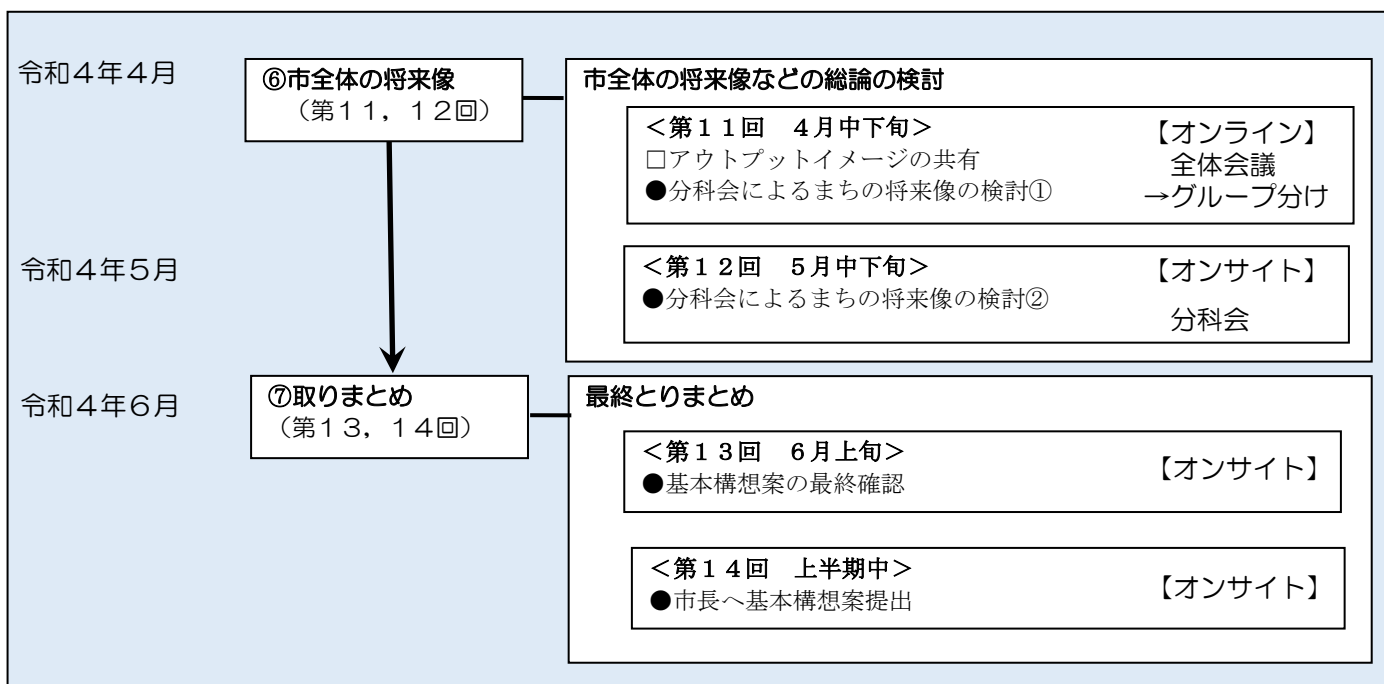 令和４年４月
⑥市全体の将来像
（第１１，１２回）
市全体の将来像などの総論の検討
＜第１１回　４月中下旬＞
【オンライン】
□アウトプットイメージの共有
全体会議
●分科会によるまちの将来像の検討①
→グループ分け
令和４年５月
＜第１２回　５月中下旬＞
【オンサイト】
●分科会によるまちの将来像の検討②
分科会
令和４年６月
⑦取りまとめ
（第１３，１４回）
最終とりまとめ
＜第１３回　６月上旬＞
【オンサイト】
●基本構想案の最終確認
＜第１４回　上半期中＞
【オンサイト】
●市長へ基本構想案提出